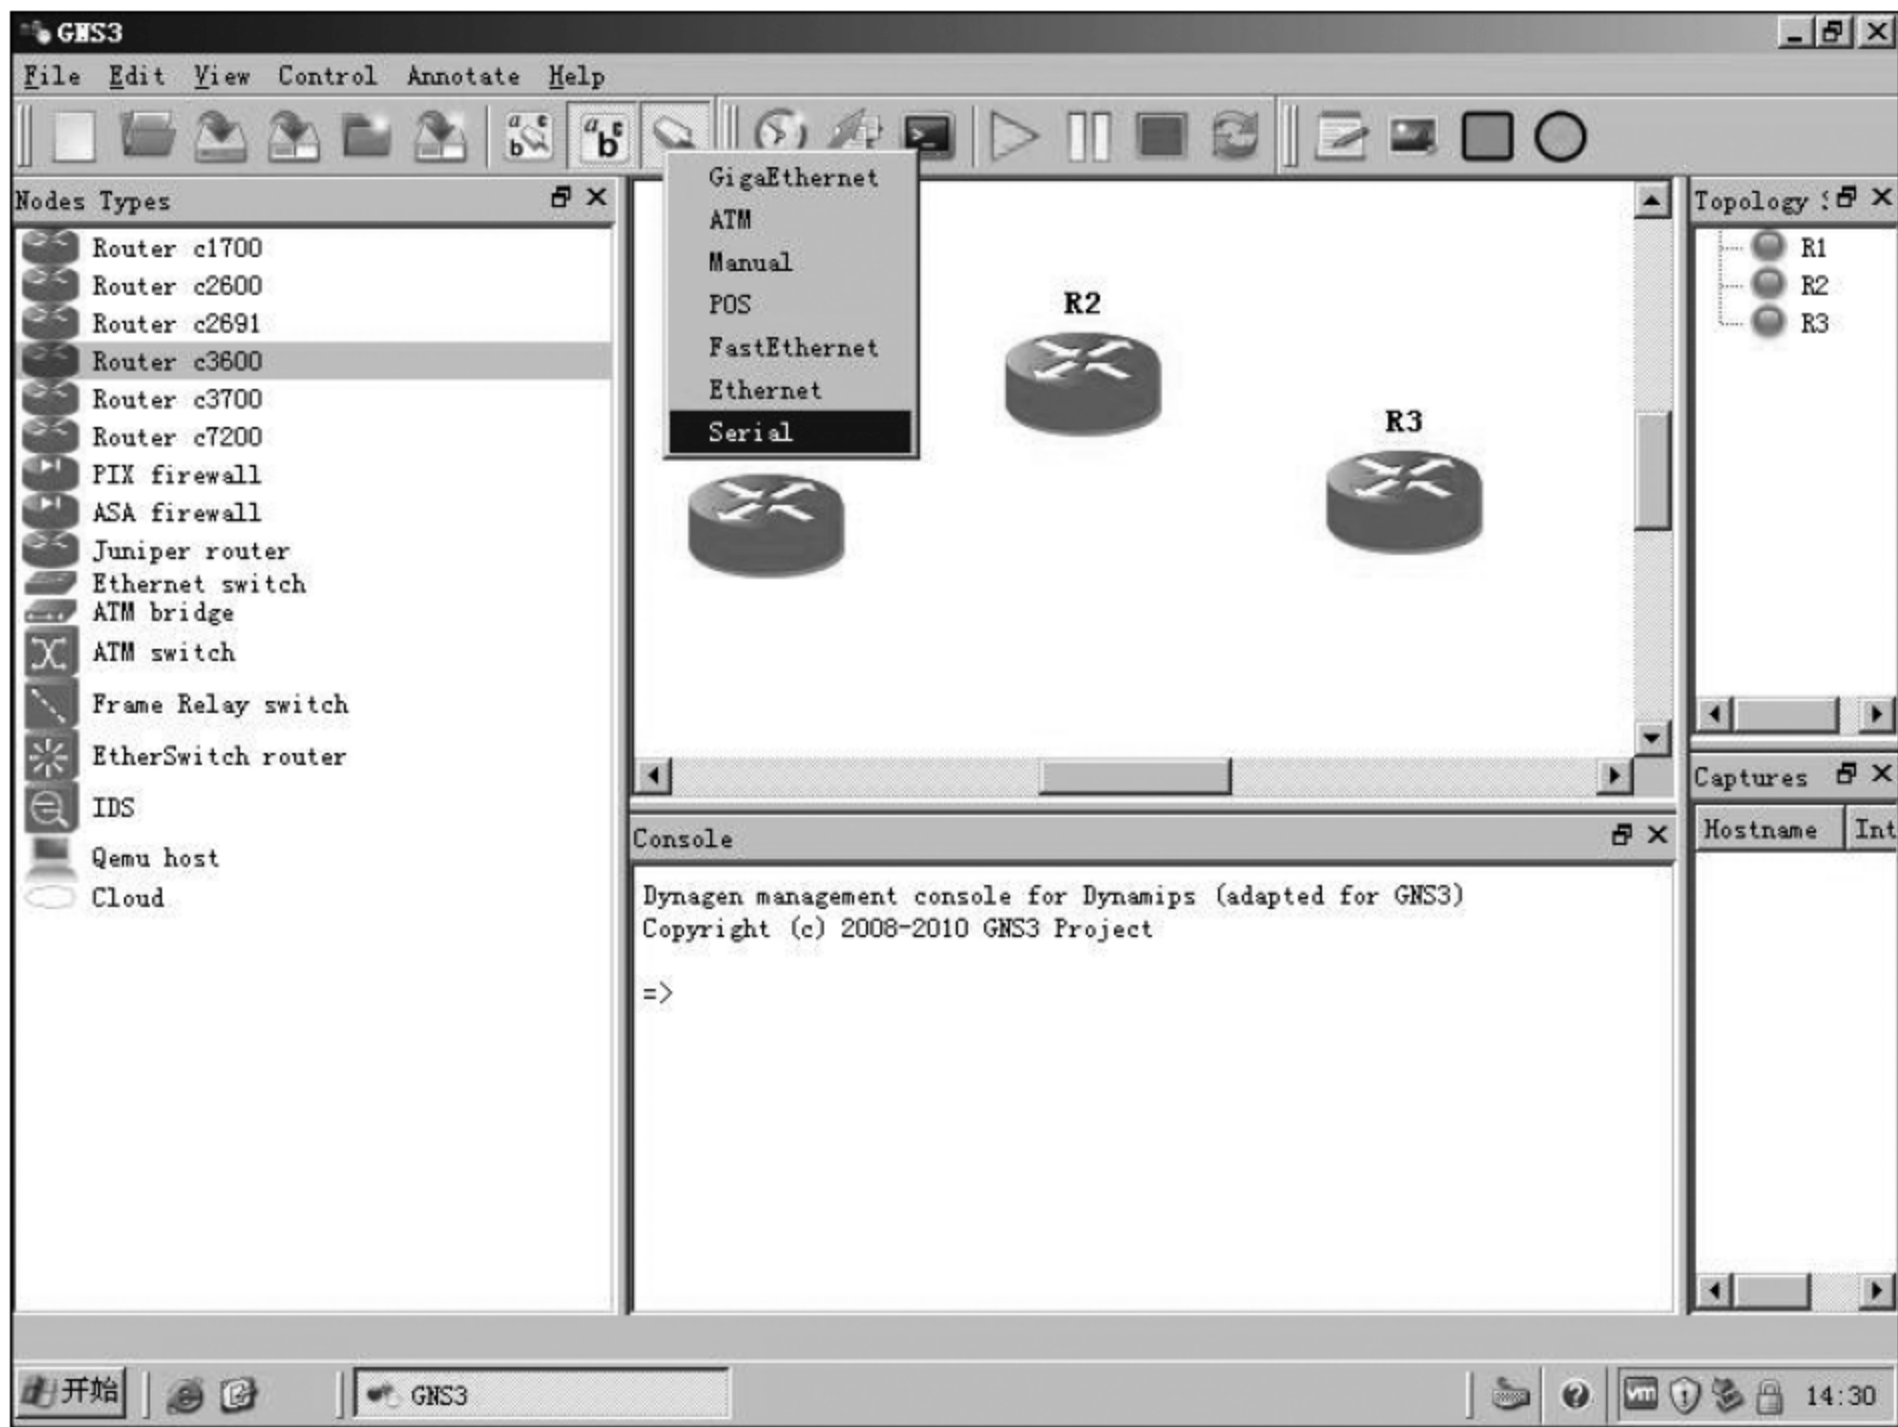 GNS3
File Edit View Control Annotate Help
Nodes Types
Router c1700
Router c2600
Router c2691
Router c3600
Router c3700
Router c7200
PIX firewall
ASA firewall
Juniper router
Ethernet switch
ATM bridge
ATM switch
Frame Relay switch
EtherSwitch router
IDS
Qemu host
Cloud
GigaEthernet
ATM
Manual
POS
FastEthernet
Ethernet
Serial
R2
R3
Topology
R1
R2
R3
Captures
Hostname Int
Console
Dynagen management console for Dynamips (adapted for GNS3)
Copyright (c) 2008-2010 GNS3 Project
=>
开始
GNS3
14:30